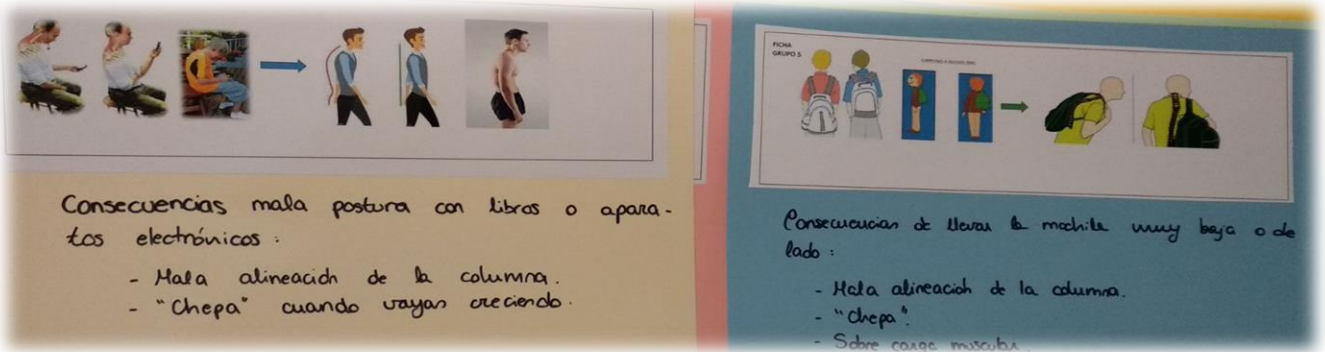 Consecuencias mala postura con libros o apara-
tos electrónicos:
- Mala alineación de la columna.
- "Chepa" cuando vayas creciendo.
FICHA
GRUPO 5
Consecuencias de llevar la mochila muy baja o de
lado:
- Mala alineación de la columna.
- "Chepa".
- Sobre carga muscular.